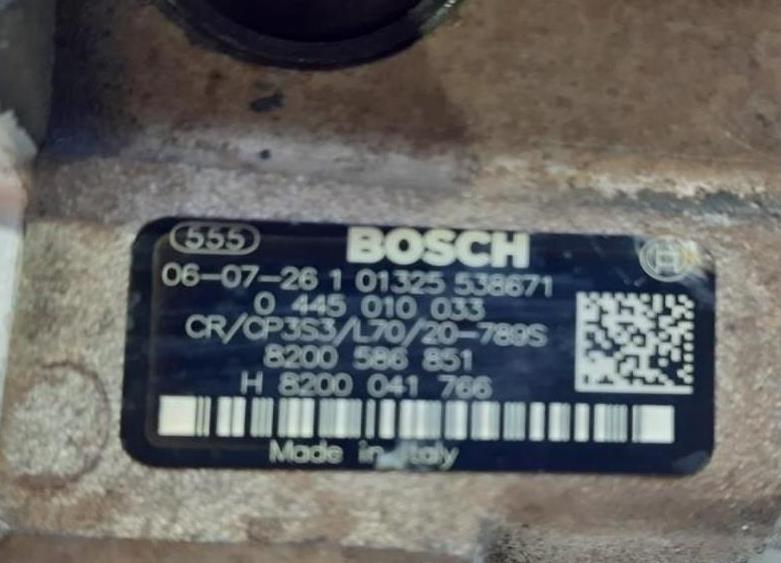 555 BOSCH
06-07-26 1 01325 538671
0 445 010 033
CR/CP3S3/L70/20-789S
8200 586 851
H 8200 041 766
Made in Italy